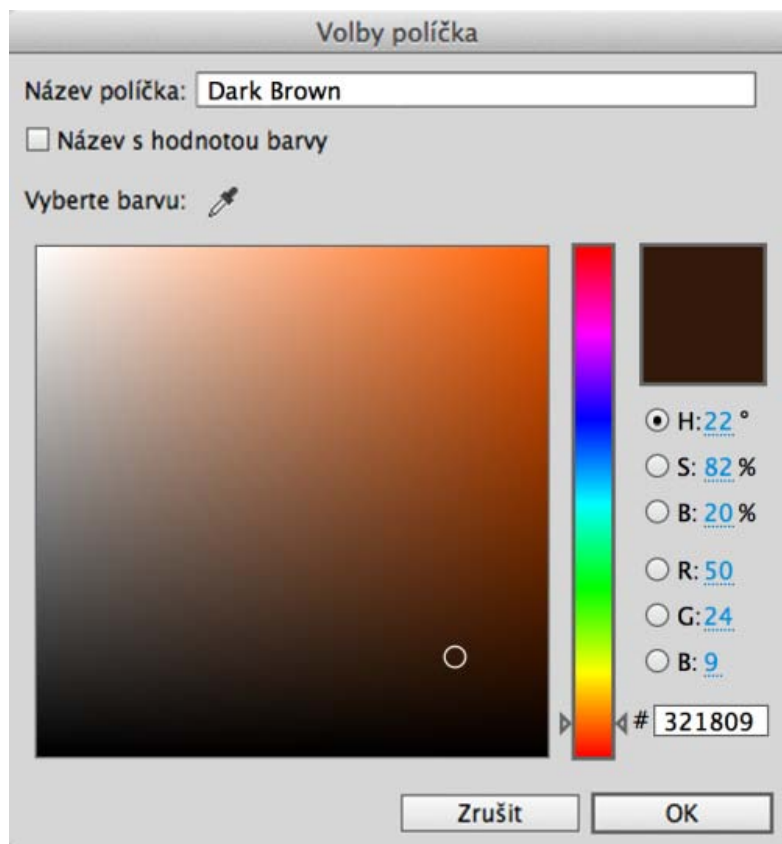 Volby políčka
Název políčka: Dark Brown
Název s hodnotou barvy
Vyberte barvu:
H: 22 °
S: 82 %
B: 20 %
R: 50
G: 24
B: 9
# 321809
Zrušit OK